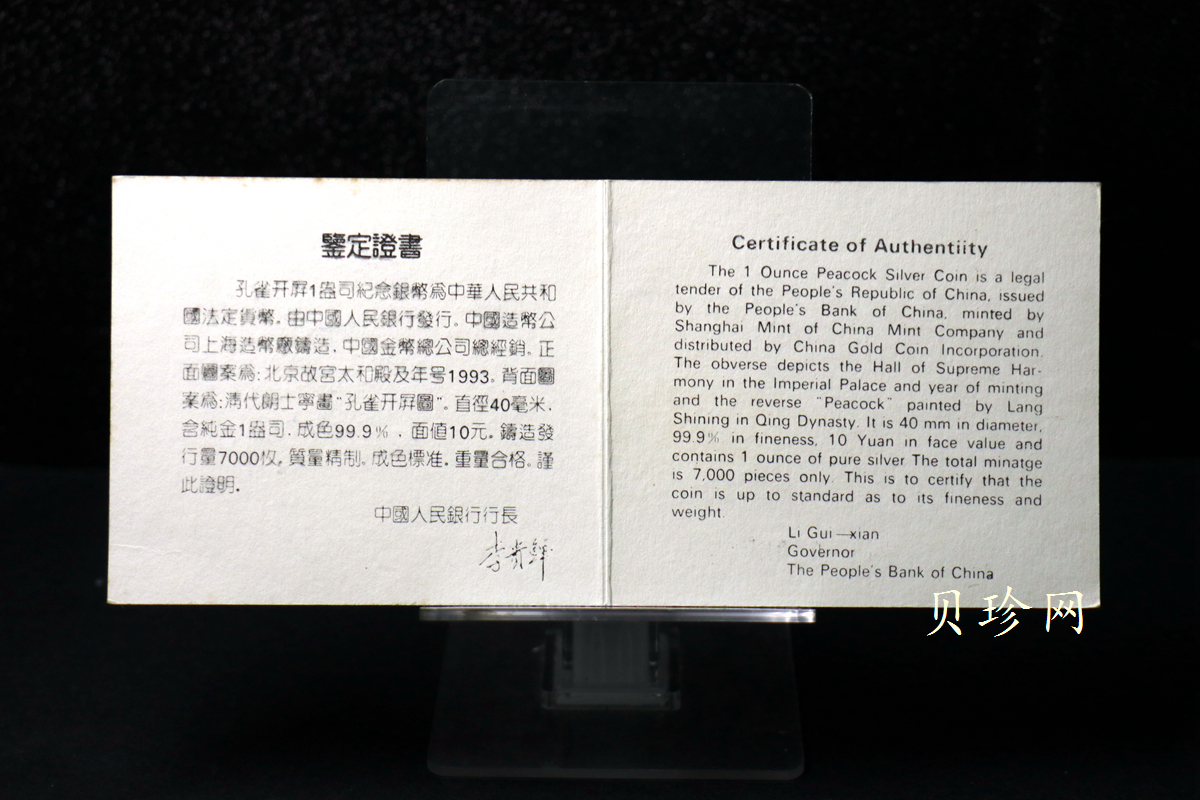 鑒定證書
孔雀开屏1盎司紀念銀幣爲中華人民共和
國法定貨幣。由中國人民銀行發行。中國造幣公
司上海造幣廠鑄造．中國金幣總公司總經銷。正
面圖案爲：北京故宮太和殿及年号1993。背面圖
案爲：清代朗士寧畫“孔雀开屏圖”。直徑40毫米．
含純金1盎司．成色99.9%．面值10元。鑄造發
行量7000枚。質量精制。成色標准。重量合格。謹
此證明。
中國人民銀行行長
李贵鲜
Certificate of Authentiity
The 1 Ounce Peacock Silver Coin is a legal
tender of the People's Republic of China, issued
by the People's Bank of China, minted by
Shanghai Mint of China Mint Company and
distributed by China Gold Coin Incorporation.
The obverse depicts the Hall of Supreme Har-
mony in the Imperial Palace and year of minting
and the reverse "Peacock" painted by Lang
Shining in Qing Dynasty. It is 40 mm in diameter,
99.9% in fineness, 10 Yuan in face value and
contains 1 ounce of pure silver The total minatge
is 7,000 pieces only. This is to certify that the
coin is up to standard as to its fineness and
weight.
Li Gui—xian
Governor
The People's Bank of China
贝珍网